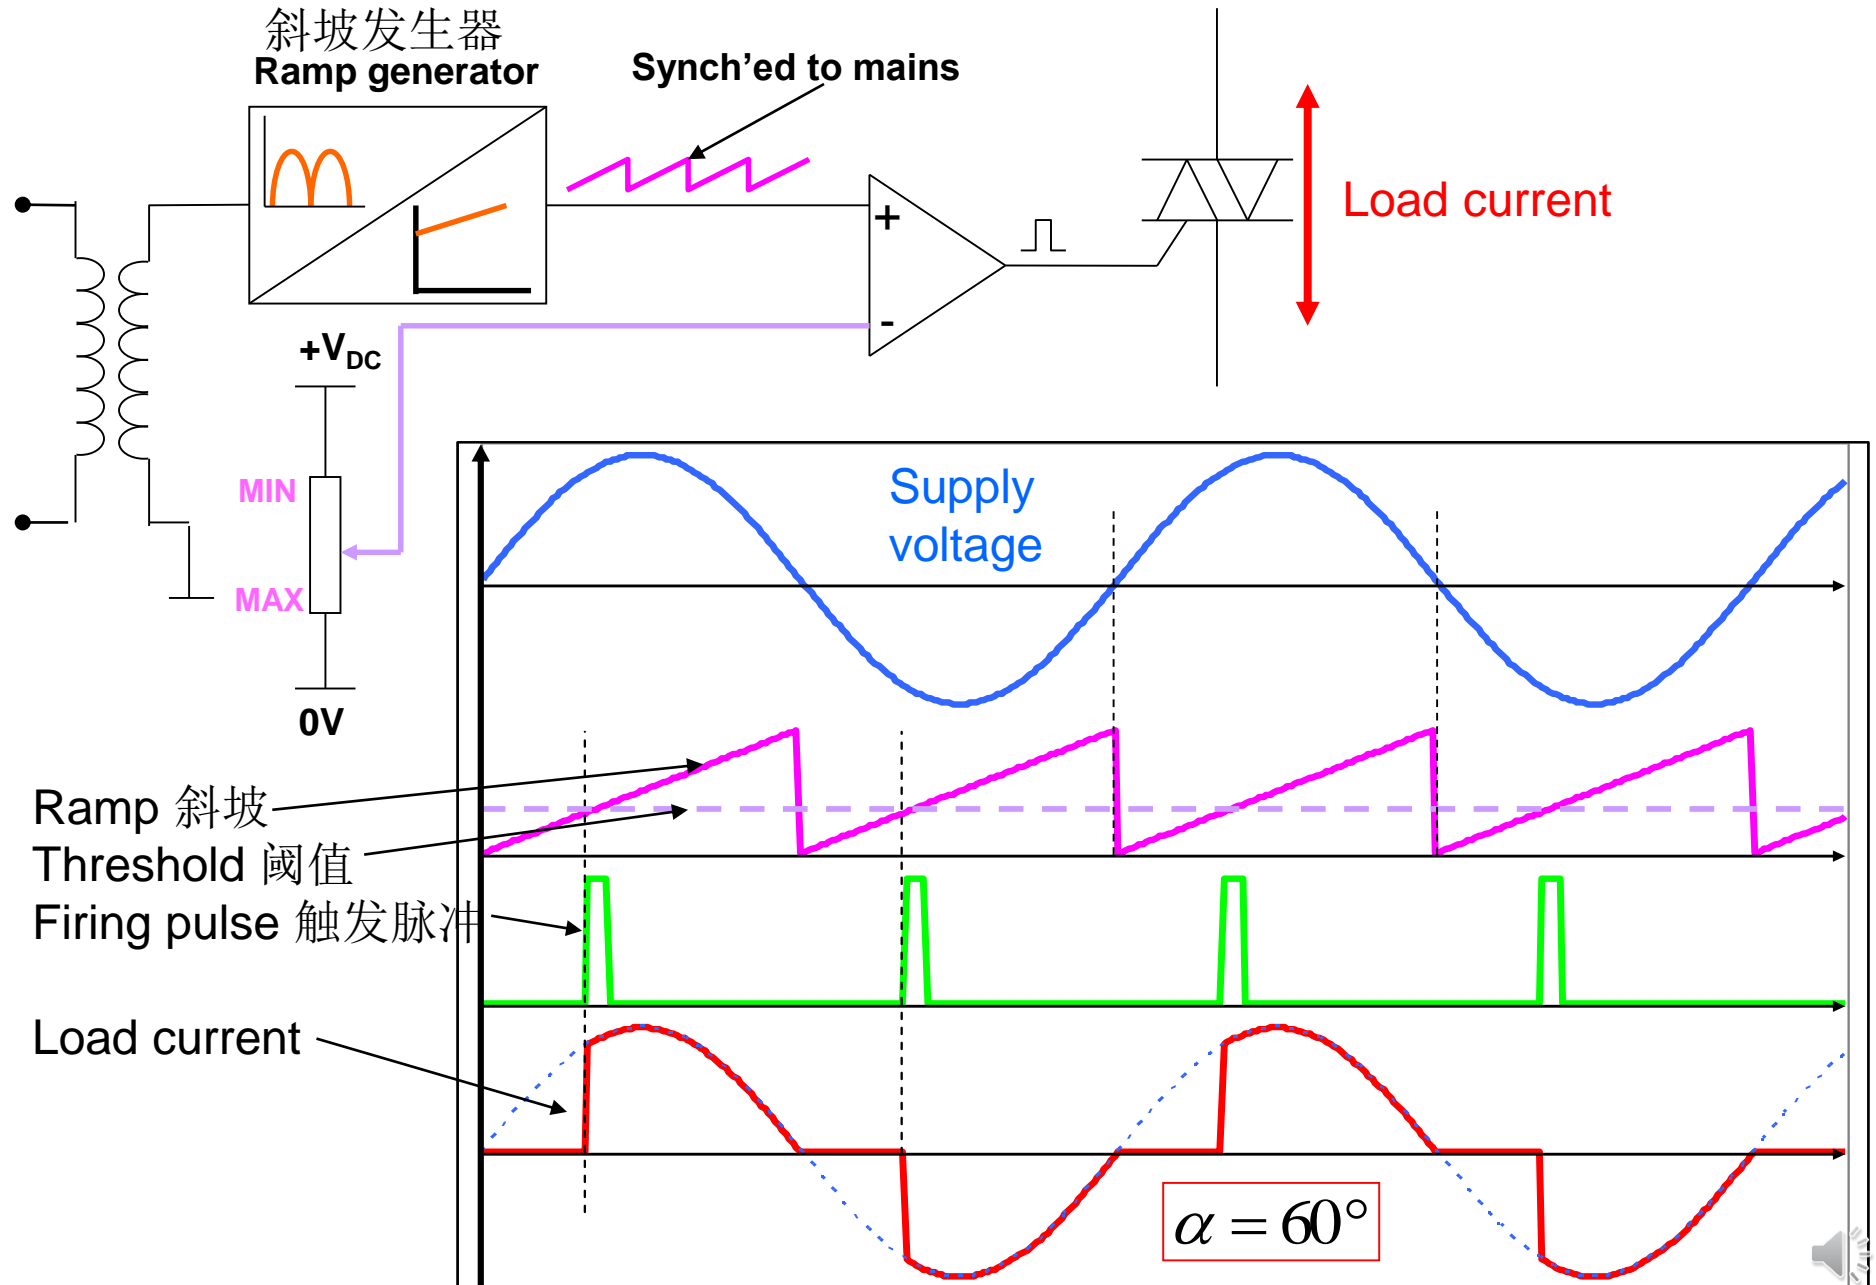 斜坡发生器
Ramp generator
Synch’ed to mains
+
-
Load current
+V_DC
MIN
MAX
0V
Supply
voltage
Ramp 斜坡
Threshold 阈值
Firing pulse 触发脉冲
Load current
α = 60°